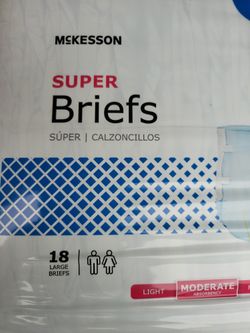 McKESSON
SUPER
Briefs
SÚPER | CALZONCILLOS
18
LARGE
BRIEFS
LIGHT
MODERATE
ABSORBENCY